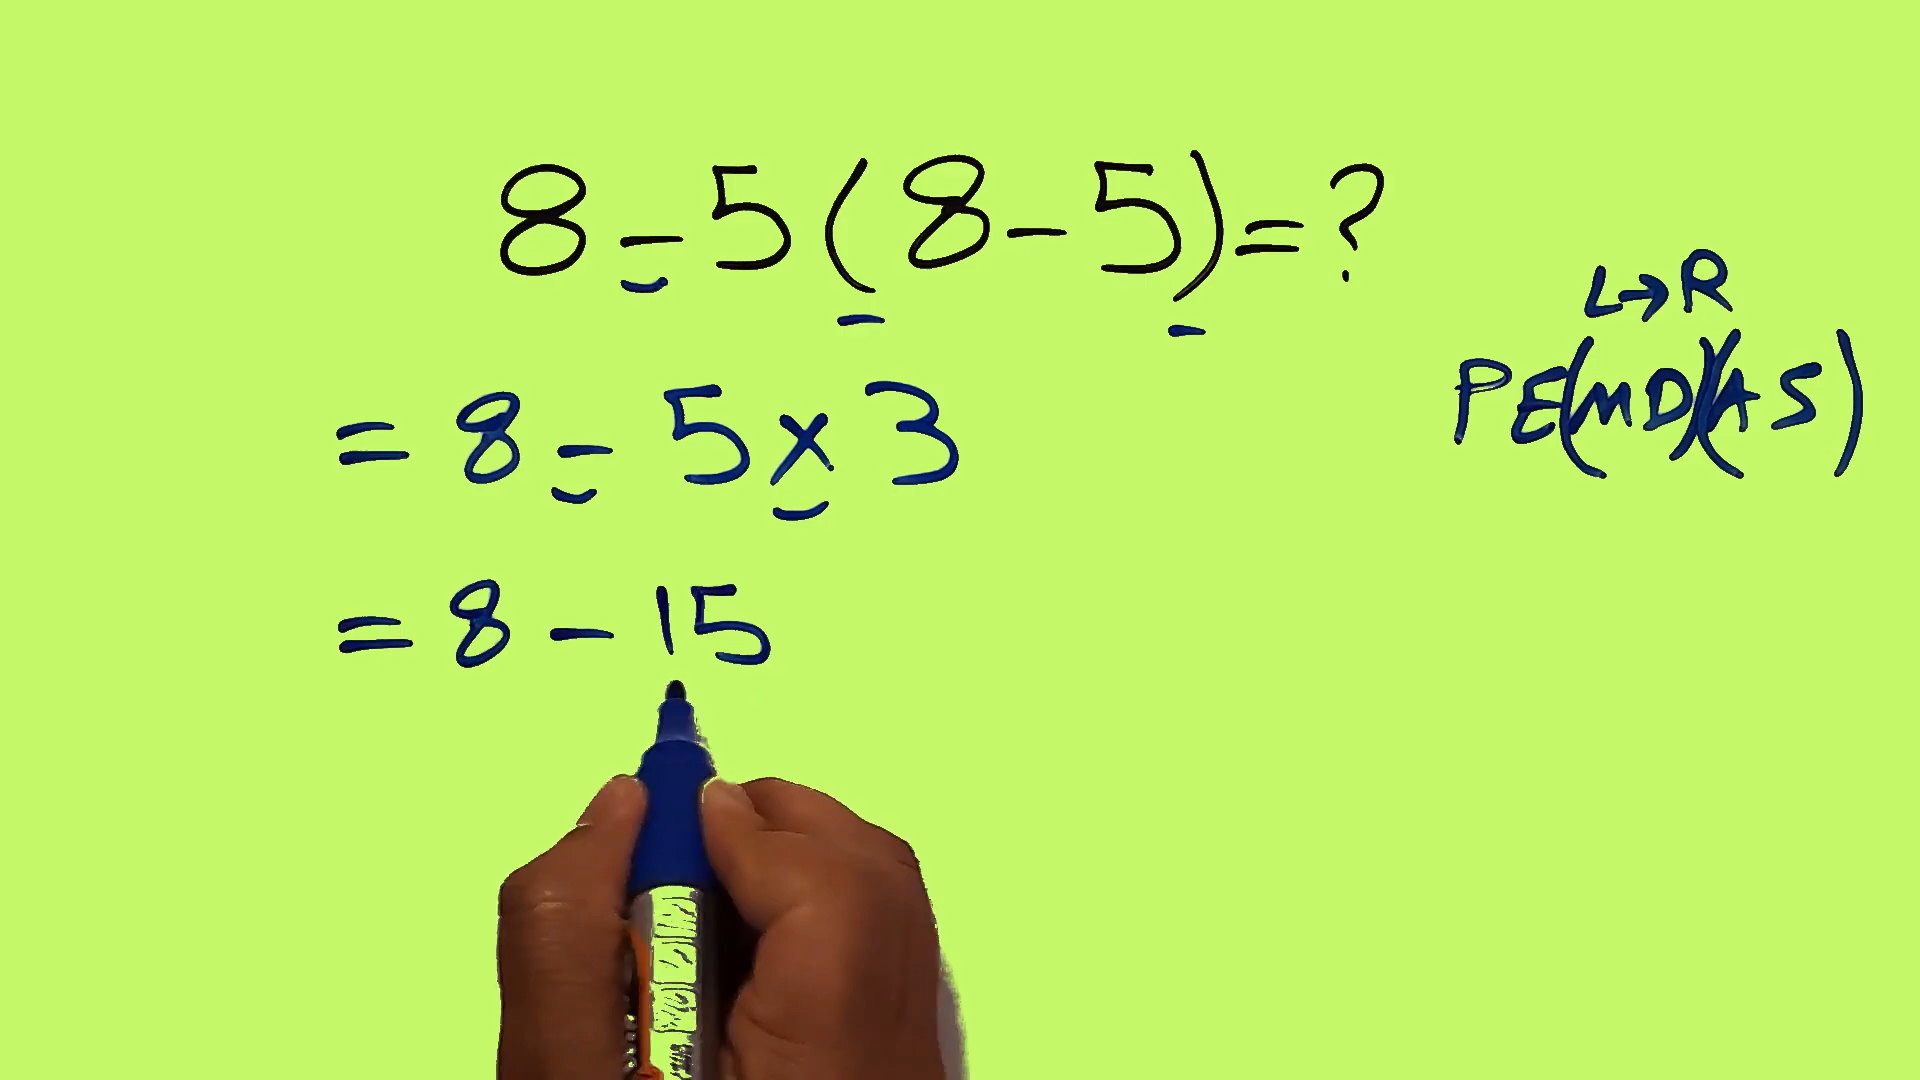 8-5(8-5)=?
L→R
PE(MD)(AS)
= 8 - 5 x 3
= 8 - 15